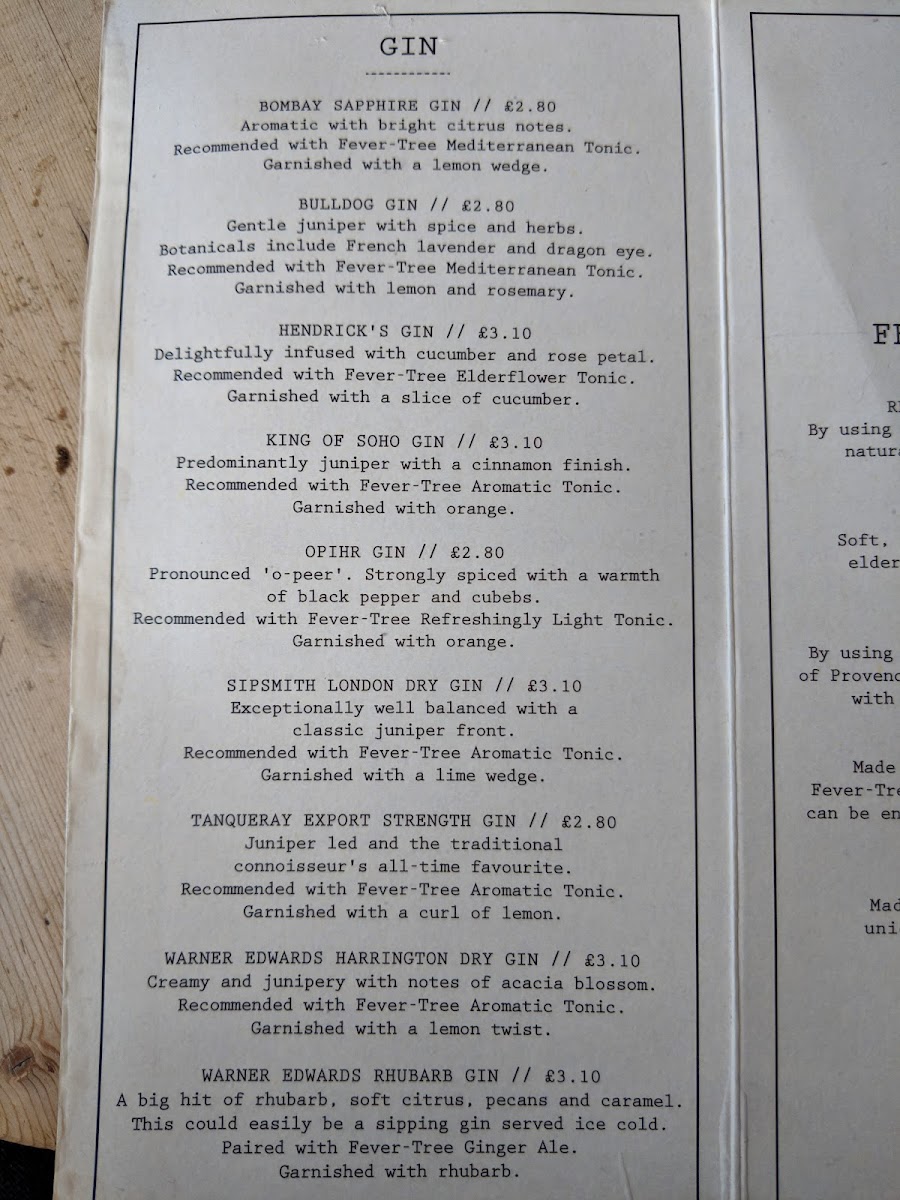 GIN
BOMBAY SAPPHIRE GIN // £2.80
Aromatic with bright citrus notes.
Recommended with Fever-Tree Mediterranean Tonic.
Garnished with a lemon wedge.
BULLDOG GIN // £2.80
Gentle juniper with spice and herbs.
Botanicals include French lavender and dragon eye.
Recommended with Fever-Tree Mediterranean Tonic.
Garnished with lemon and rosemary.
HENDRICK'S GIN // £3.10
Delightfully infused with cucumber and rose petal.
Recommended with Fever-Tree Elderflower Tonic.
Garnished with a slice of cucumber.
KING OF SOHO GIN // £3.10
Predominantly juniper with a cinnamon finish.
Recommended with Fever-Tree Aromatic Tonic.
Garnished with orange.
OPIHR GIN // £2.80
Pronounced 'o-peer'. Strongly spiced with a warmth
of black pepper and cubebs.
Recommended with Fever-Tree Refreshingly Light Tonic.
Garnished with orange.
SIPSMITH LONDON DRY GIN // £3.10
Exceptionally well balanced with a
classic juniper front.
Recommended with Fever-Tree Aromatic Tonic.
Garnished with a lime wedge.
TANQUERAY EXPORT STRENGTH GIN // £2.80
Juniper led and the traditional
connoisseur's all-time favourite.
Recommended with Fever-Tree Aromatic Tonic.
Garnished with a curl of lemon.
WARNER EDWARDS HARRINGTON DRY GIN // £3.10
Creamy and junipery with notes of acacia blossom.
Recommended with Fever-Tree Aromatic Tonic.
Garnished with a lemon twist.
WARNER EDWARDS RHUBARB GIN // £3.10
A big hit of rhubarb, soft citrus, pecans and caramel.
This could easily be a sipping gin served ice cold.
Paired with Fever-Tree Ginger Ale.
Garnished with rhubarb.
By using
Soft,
By using
of Provenc
with
Made
Fever-Tre
can be en